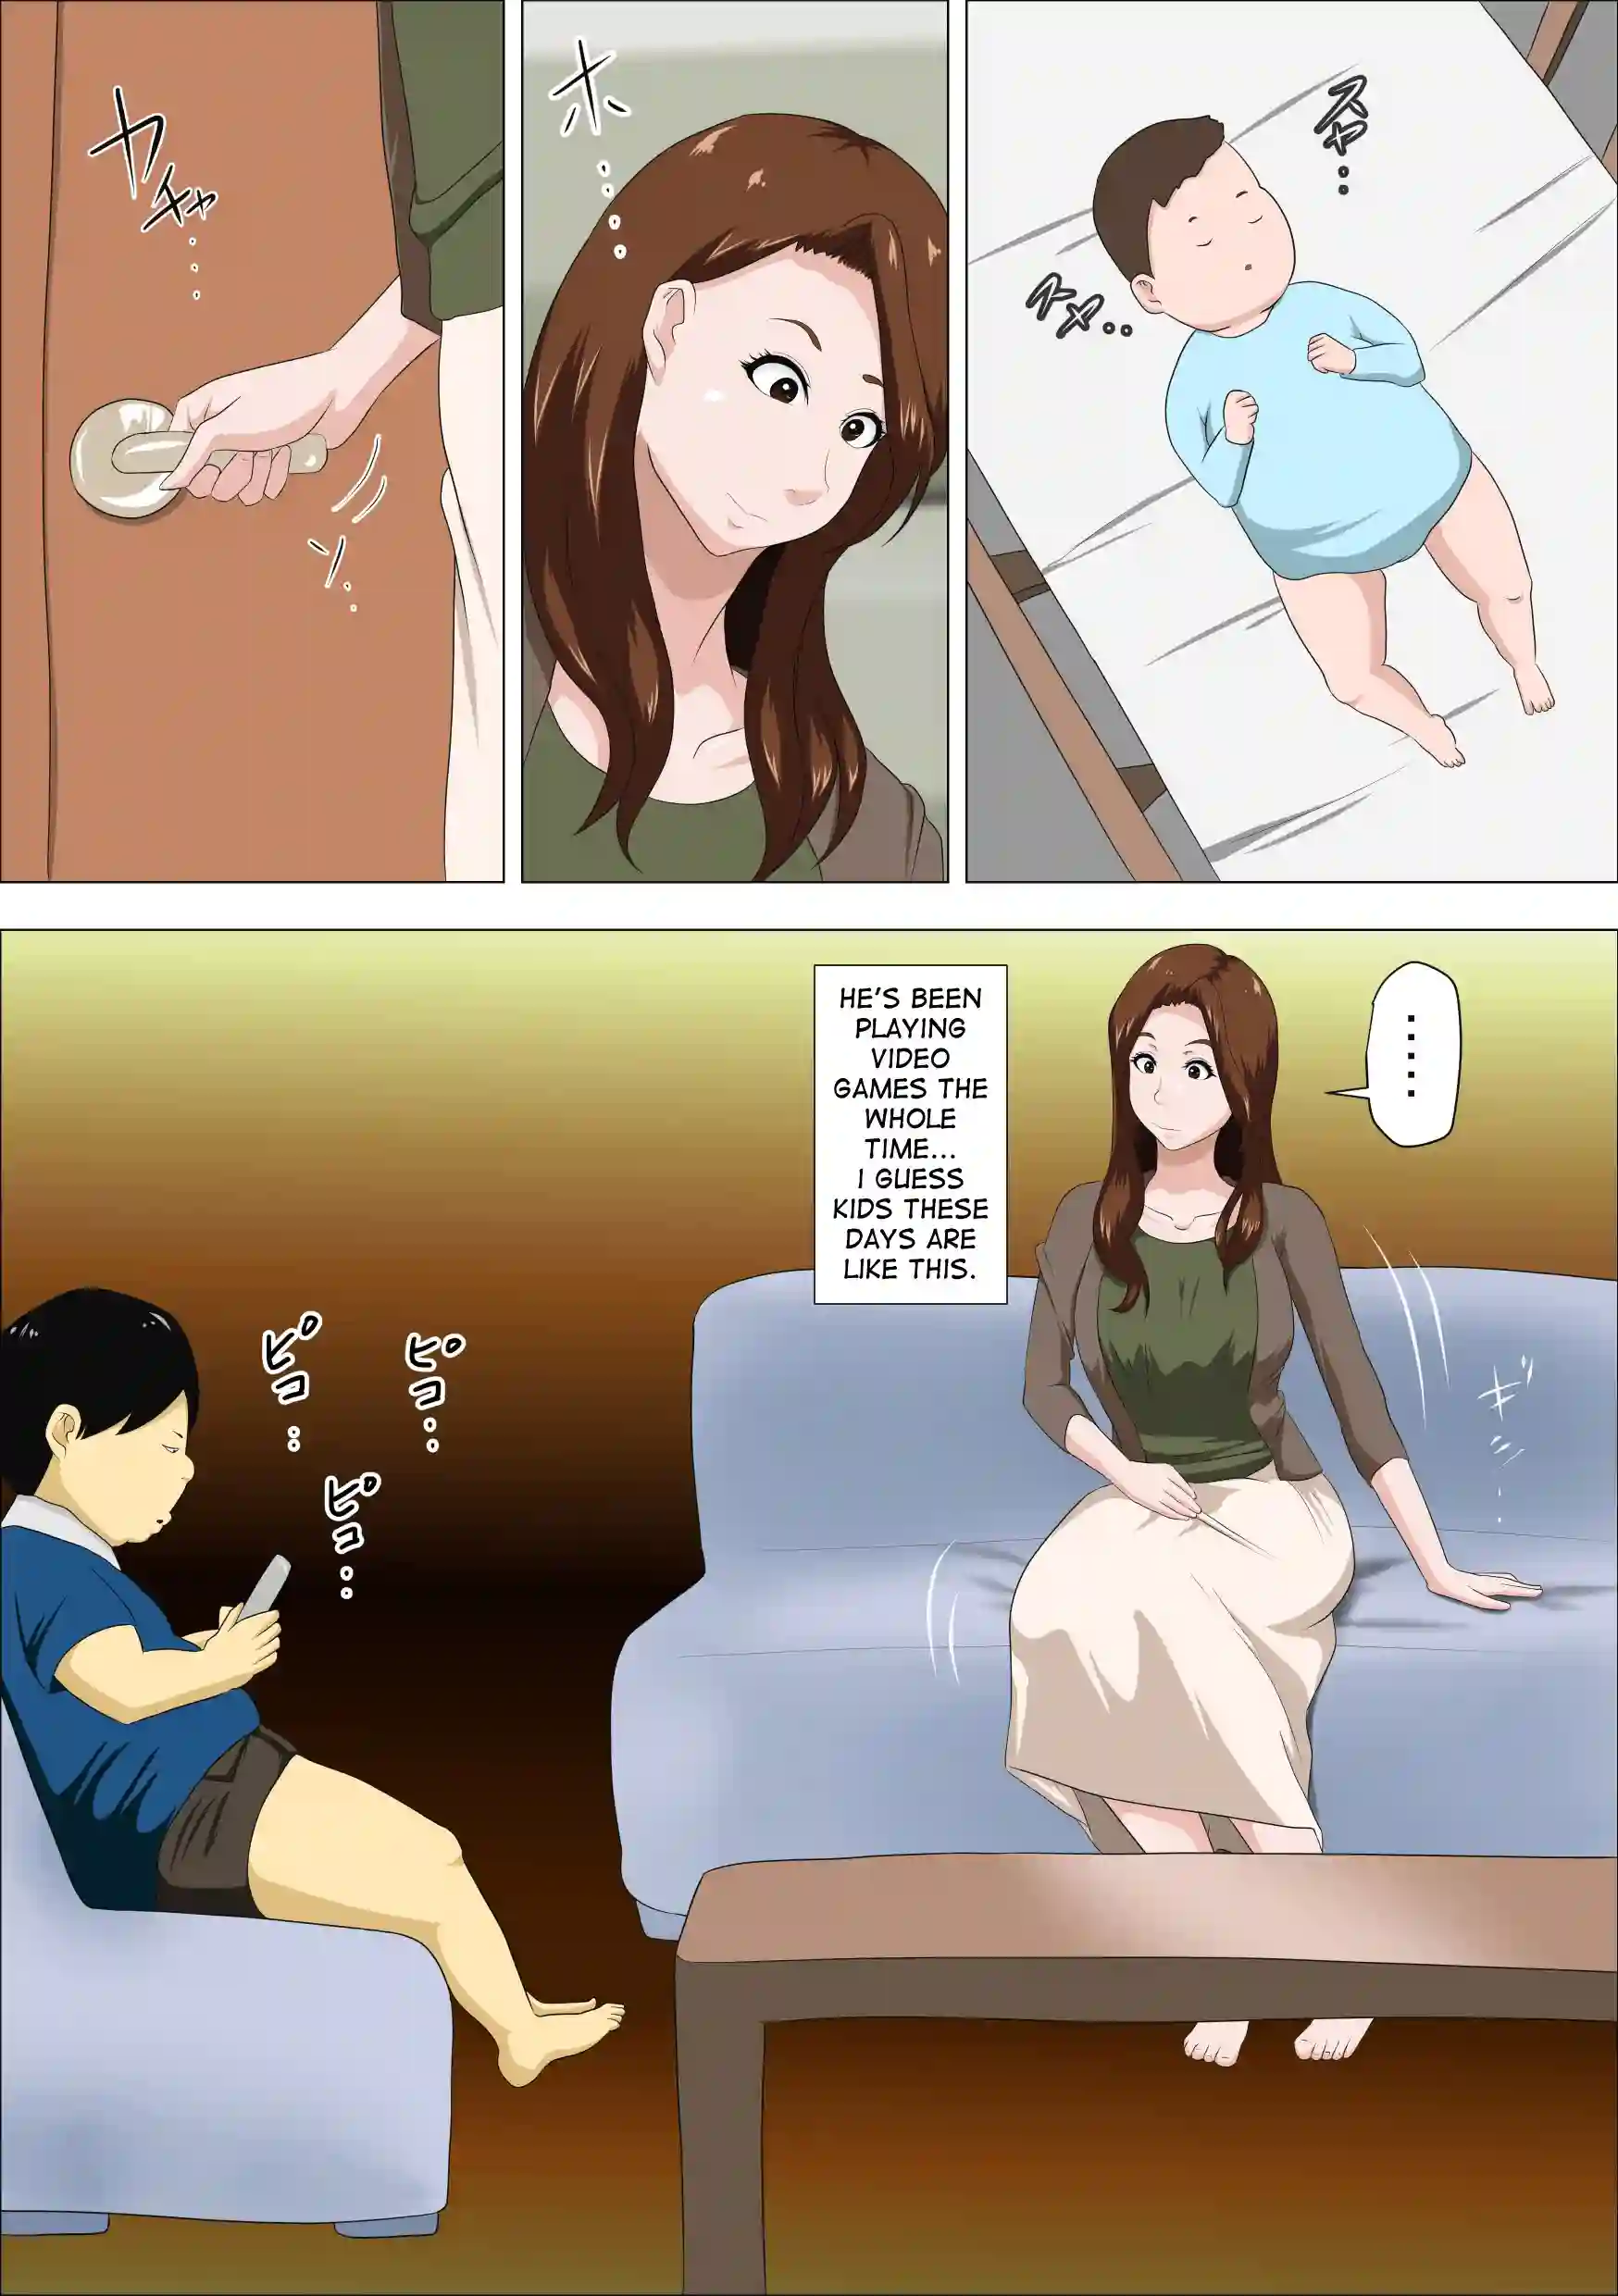 スヤ…
スヤ…
ホ
……
カチャ
……
ソ…
……
HE'S BEEN
PLAYING
VIDEO
GAMES THE
WHOLE
TIME...
I GUESS
KIDS THESE
DAYS ARE
LIKE THIS.
ギシ…
ピコ…
ピコ…
ピコ…